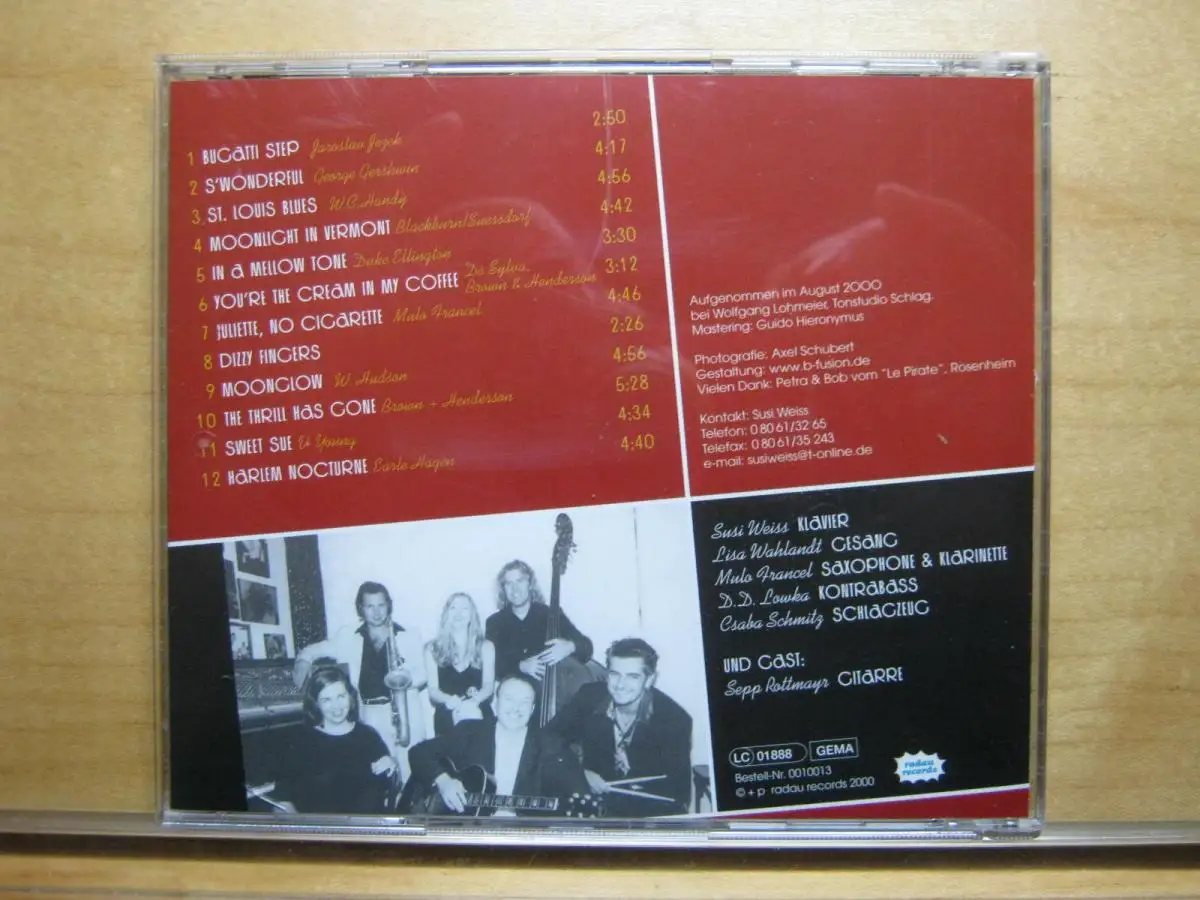 1 BUGATTI STEP Jaroslav Jezek 2:50
2 S'WONDERFUL George Gershwin 4:17
3 ST. LOUIS BLUES W.C. Handy 4:56
4 MOONLIGHT IN VERMONT Blackburn/Suessdorf 4:42
5 IN A MELLOW TONE Duke Ellington 3:30
6 YOU'RE THE CREAM IN MY COFFEE De Sylva, Brown & Henderson 3:12
7 JULIETTE, NO CIGARETTE Mulo Francel 4:46
8 DIZZY FINGERS 2:26
9 MOONGLOW W. Hudson 4:56
10 THE THRILL HAS GONE Brown + Henderson 5:28
11 SWEET SUE Young 4:34
12 HARLEM NOCTURNE Earle Hagen 4:40
Aufgenommen im August 2000
bei Wolfgang Lohmeier, Tonstudio Schlag.
Mastering: Guido Hieronymus
Photografie: Axel Schubert
Gestaltung: www.b-fusion.de
Vielen Dank: Petra & Bob vom "Le Pirate", Rosenheim
Kontakt: Susi Weiss
Telefon: 0 80 61/32 65
Telefax: 0 80 61/35 243
e-mail: susiweiss@t-online.de
Susi Weiss KLAVIER
Lisa Wahlandt GESANG
Mulo Francel SAXOPHONE & KLARINETTE
D.D. Lowka KONTRABASS
Csaba Schmitz SCHLAGZEUG
UND GAST:
Sepp Rottmayr GITARRE
LC 01888 GEMA
Bestell-Nr. 0010013
© + p radau records 2000
radau
records